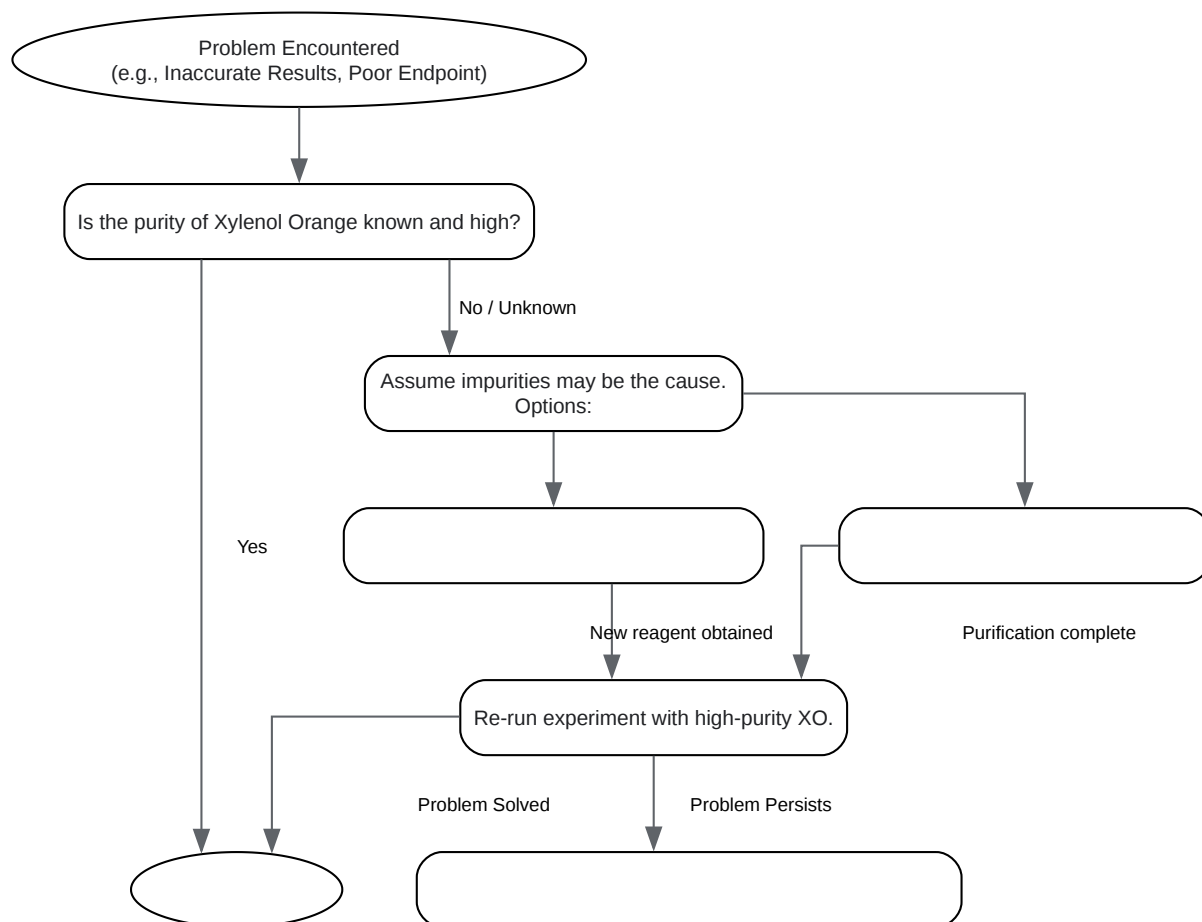 Problem Encountered
(e.g., Inaccurate Results, Poor Endpoint)
Is the purity of Xylenol Orange known and high?
No / Unknown
Assume impurities may be the cause.
Options:
Yes
New reagent obtained
Purification complete
Re-run experiment with high-purity XO.
Problem Solved
Problem Persists